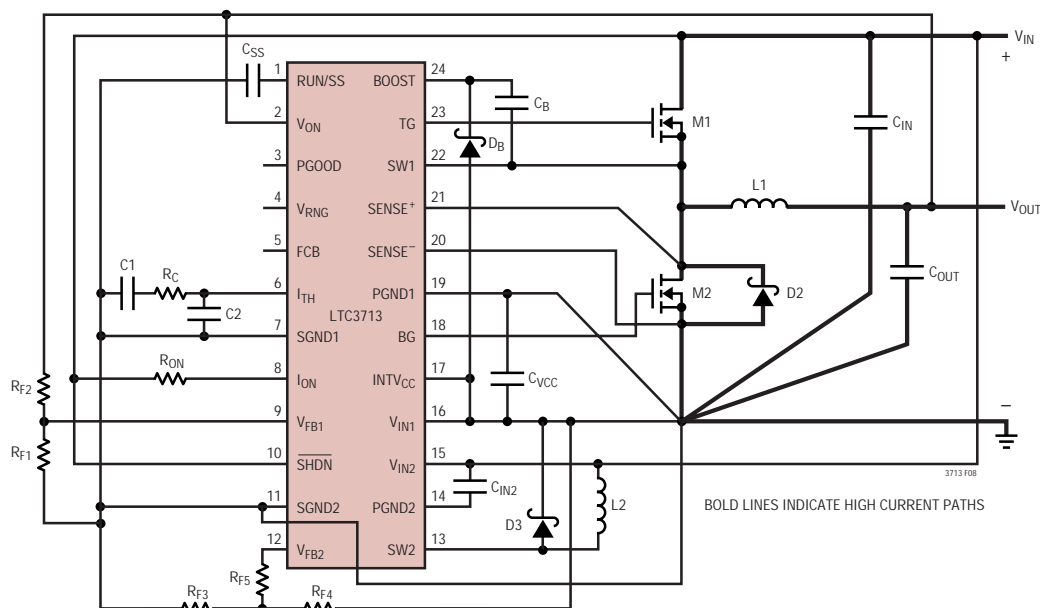 V_IN
+
C_SS
1 RUN/SS BOOST 24
C_B
2 V_ON TG 23
M1
C_IN
D_B
3 PGOOD SW1 22
L1
4 V_RNG SENSE+ 21
V_OUT
5 FCB SENSE− 20
C_OUT
C1 R_C
6 I_TH PGND1 19
M2 D2
C2
LTC3713
7 SGND1 BG 18
R_ON
8 I_ON INTV_CC 17
C_VCC
R_F2
−
9 V_FB1 V_IN1 16
R_F1
10 SHDN V_IN2 15
3713 F08
C_IN2
11 SGND2 PGND2 14
L2
BOLD LINES INDICATE HIGH CURRENT PATHS
D3
12 V_FB2 SW2 13
R_F5
R_F3 R_F4